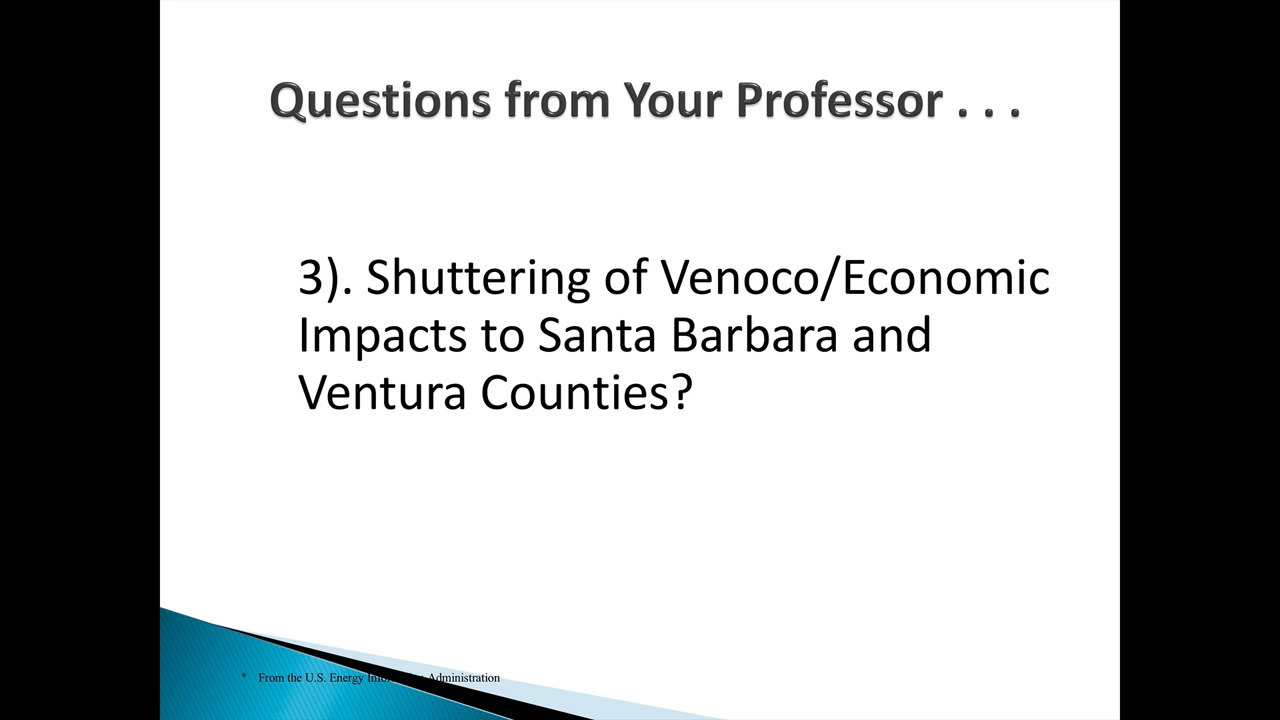 Questions from Your Professor . . .
3). Shuttering of Venoco/Economic
Impacts to Santa Barbara and
Ventura Counties?
* From the U.S. Energy Information Administration